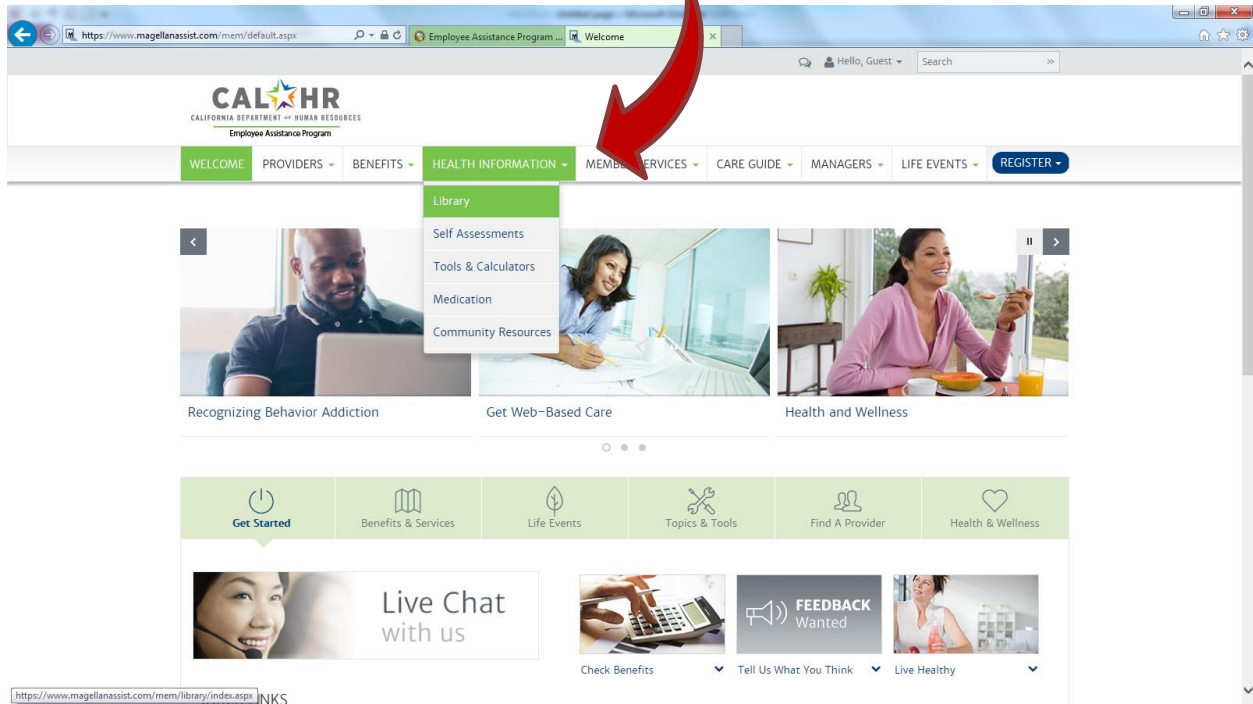 https://www.magellanassist.com/mem/default.aspx
Employee Assistance Program ...
Welcome
Hello, Guest
Search
CALHR
CALIFORNIA DEPARTMENT OF HUMAN RESOURCES
Employee Assistance Program
WELCOME PROVIDERS BENEFITS HEALTH INFORMATION SERVICES CARE GUIDE MANAGERS LIFE EVENTS REGISTER
Library
Self Assessments
Tools & Calculators
Medication
Community Resources
Recognizing Behavior Addiction
Get Web-Based Care
Health and Wellness
Get Started
Benefits & Services
Life Events
Topics & Tools
Find A Provider
Health & Wellness
Live Chat
with us
FEEDBACK
Wanted
Check Benefits
Tell Us What You Think
Live Healthy
https://www.magellanassist.com/mem/library/index.aspx